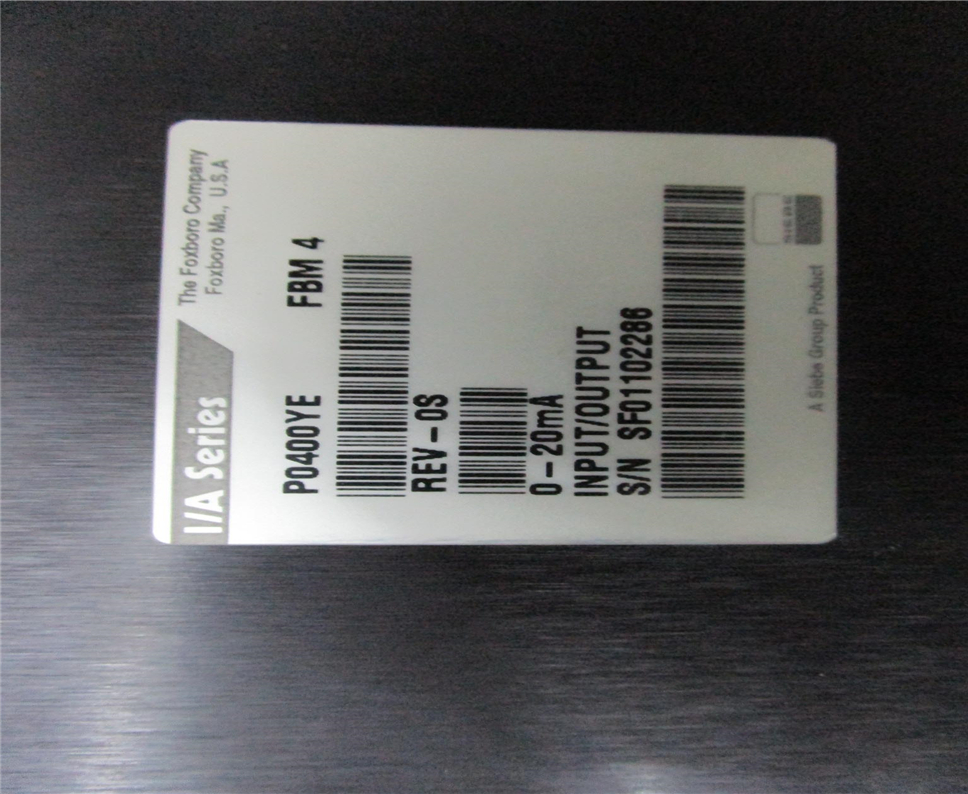 I/A Series
The Foxboro Company
Foxboro Ma., U.S.A
P0400YE FBM 4
REV-0S
0-20mA
INPUT/OUTPUT
S/N SF01102286
A Siebe Group Product